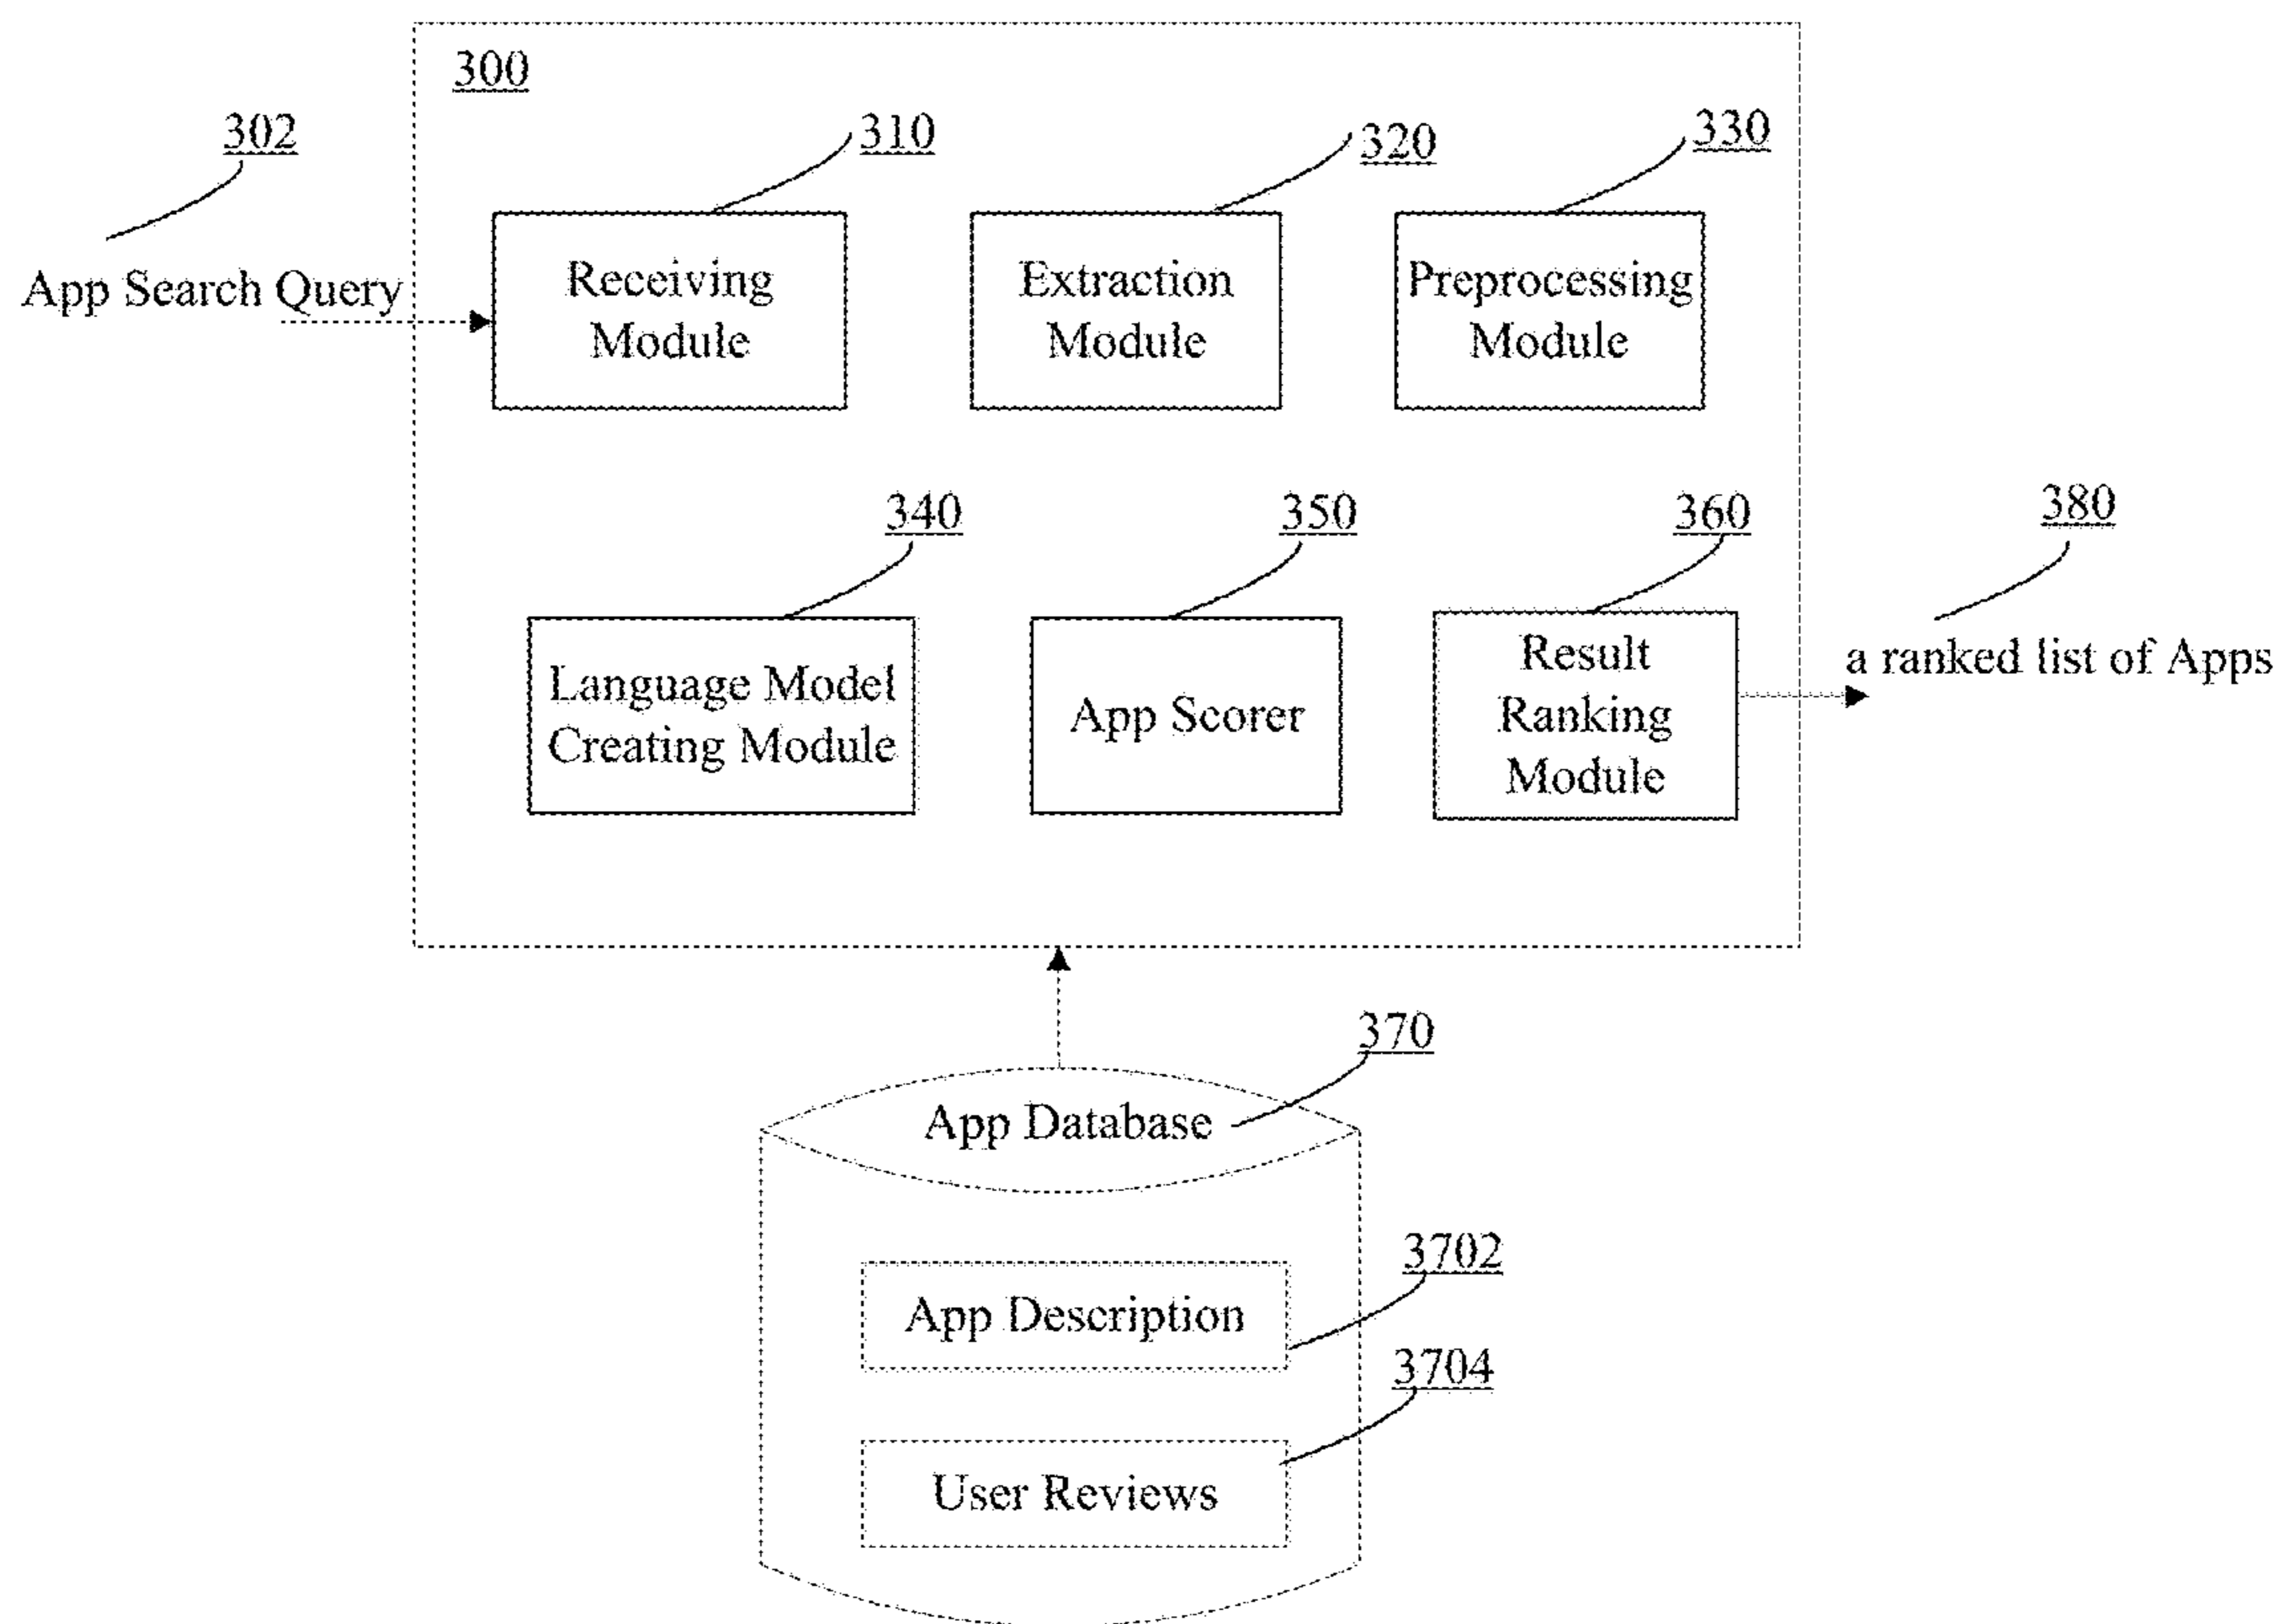 300
302
310
320
330
App Search Query
Receiving
Module
Extraction
Module
Preprocessing
Module
340
350
360
380
Language Model
Creating Module
App Scorer
Result
Ranking
Module
a ranked list of Apps
370
App Database
3702
App Description
3704
User Reviews